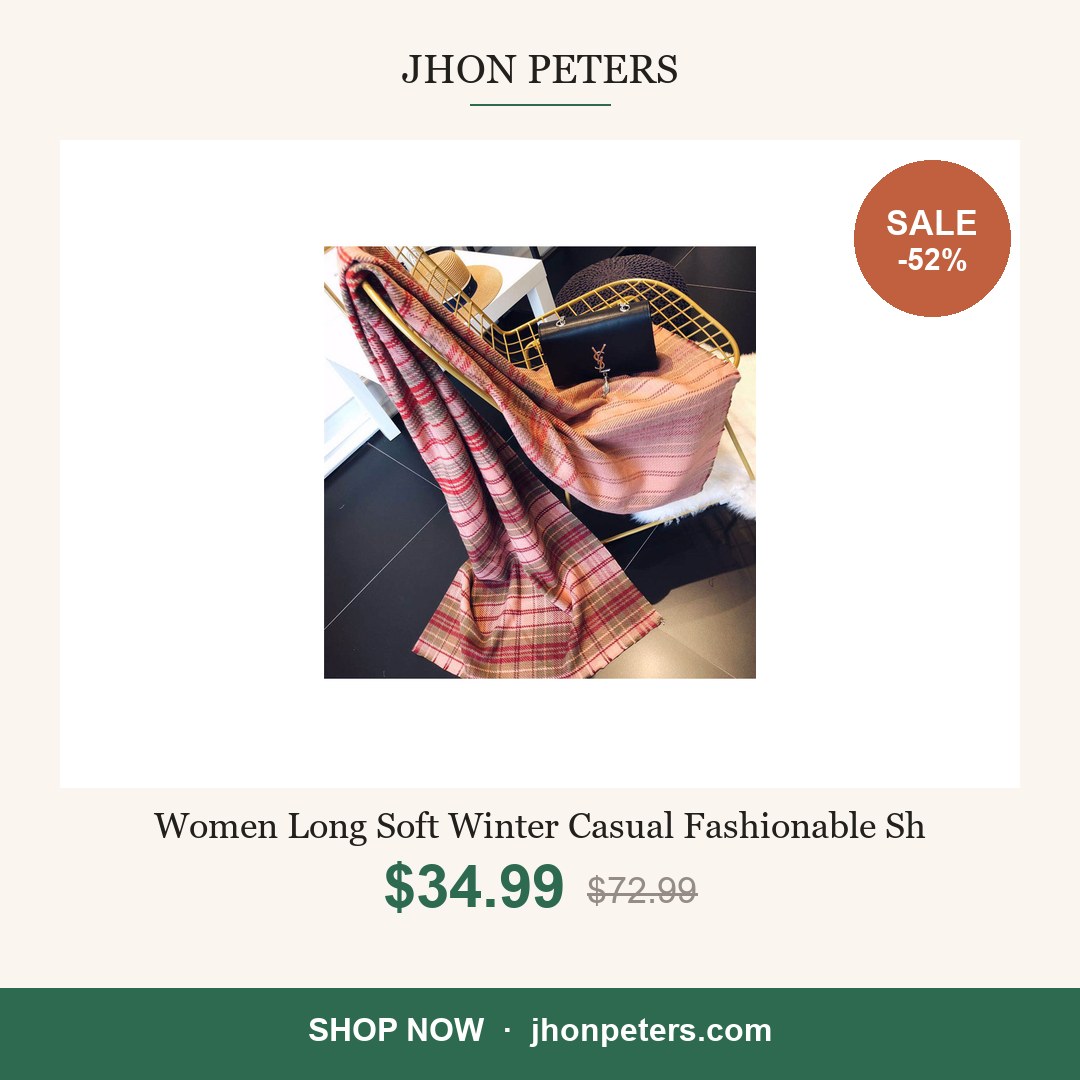 JHON PETERS
SALE
-52%
YSL
Women Long Soft Winter Casual Fashionable Sh
$34.99 $72.99
SHOP NOW · jhonpeters.com